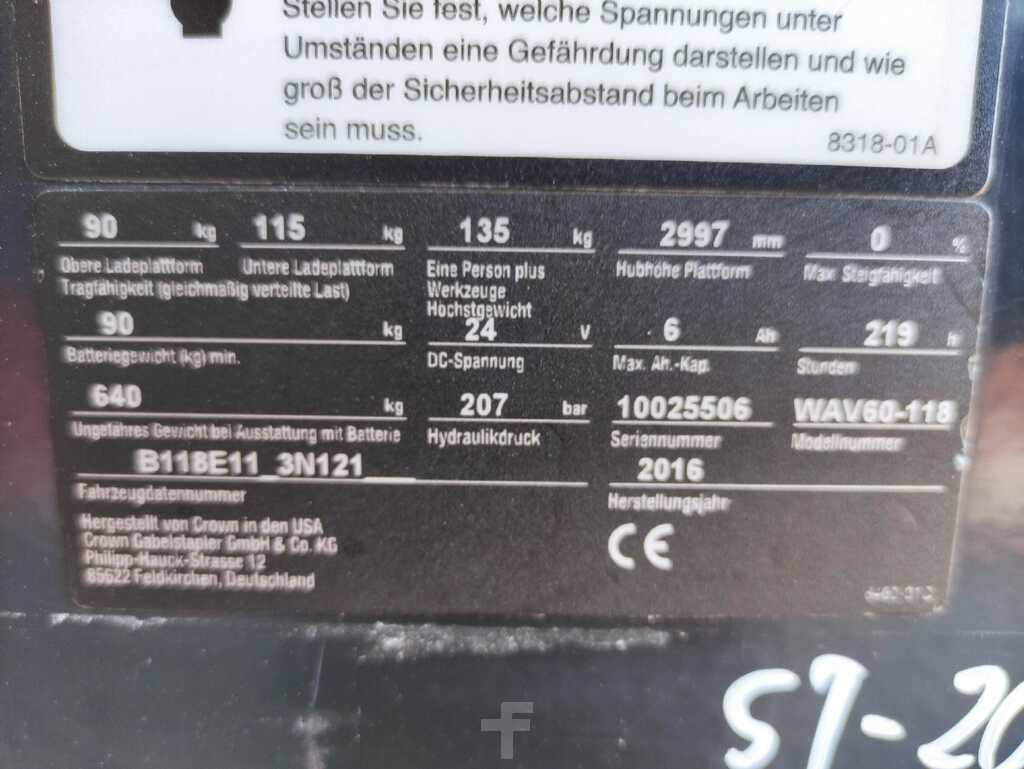 Stellen Sie fest, welche Spannungen unter
Umständen eine Gefährdung darstellen und wie
groß der Sicherheitsabstand beim Arbeiten
sein muss.
8318-01A
90 kg 115 kg 135 kg 2997 mm 0 %
Obere Ladeplattform Untere Ladeplattform Eine Person plus Hubhöhe Plattform Max. Steigfähigkeit
Tragfähigkeit (gleichmäßig verteilte Last) Werkzeuge
Höchstgewicht
90 kg 24 V 6 Ah 219 h
Batteriegewicht (kg) min. DC-Spannung Max. Ah.-Kap. Stunden
640 kg 207 bar 10025506 WAV60-118
Ungefähres Gewicht bei Ausstattung mit Batterie Hydraulikdruck Seriennummer Modellnummer
B118E11_3N121 2016
Fahrzeugdatennummer Herstellungsjahr
Hergestellt von Crown in den USA
Crown Gabelstapler GmbH & Co. KG
Philipp-Hauck-Strasse 12
85622 Feldkirchen, Deutschland
CE